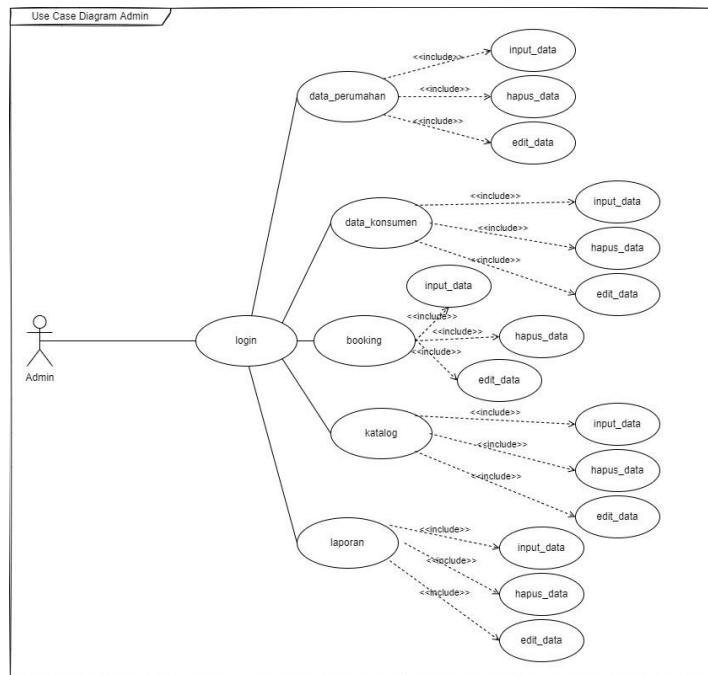 Use Case Diagram Admin
data_perumahan
<<include>>
input_data
<<include>>
hapus_data
<<include>>
edit_data
data_konsumen
<<include>>
input_data
<<include>>
hapus_data
<<include>>
edit_data
Admin
login
booking
<<include>>
input_data
<<include>>
hapus_data
<<include>>
edit_data
katalog
<<include>>
input_data
<<include>>
hapus_data
<<include>>
edit_data
laporan
<<include>>
input_data
<<include>>
hapus_data
<<include>>
edit_data